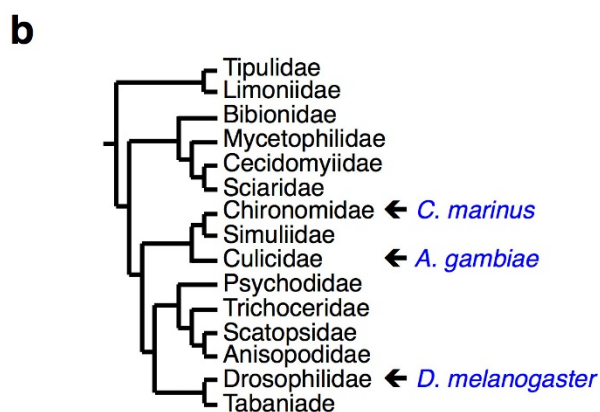 b
Tipulidae
Limoniidae
Bibionidae
Mycetophilidae
Cecidomyiidae
Sciaridae
Chironomidae ← C. marinus
Simuliidae
Culicidae ← A. gambiae
Psychodidae
Trichoceridae
Scatopsidae
Anisopodidae
Drosophilidae ← D. melanogaster
Tabaniade